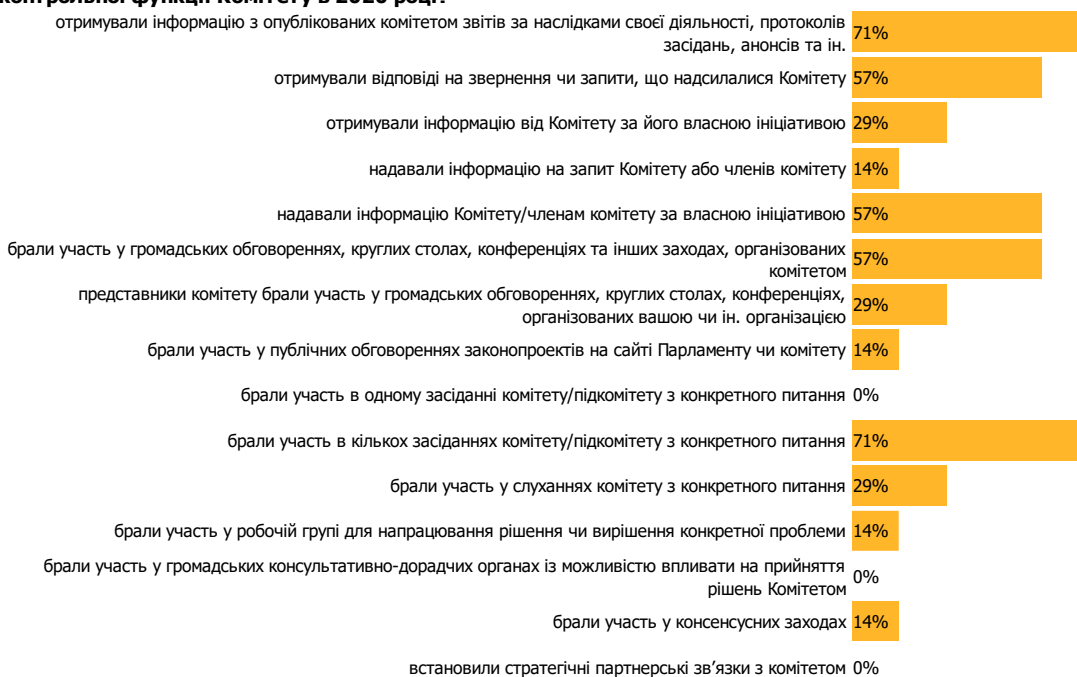 отримували інформацію з опублікованих комітетом звітів за наслідками своєї діяльності, протоколів
засідань, анонсів та ін.
71%
отримували відповіді на звернення чи запити, що надсилалися Комітету 57%
отримували інформацію від Комітету за його власною ініціативою 29%
надавали інформацію на запит Комітету або членів комітету 14%
надавали інформацію Комітету/членам комітету за власною ініціативою 57%
брали участь у громадських обговореннях, круглих столах, конференціях та інших заходах, організованих
комітетом
57%
представники комітету брали участь у громадських обговореннях, круглих столах, конференціях,
організованих вашою чи ін. організацією
29%
брали участь у публічних обговореннях законопроектів на сайті Парламенту чи комітету 14%
брали участь в одному засіданні комітету/підкомітету з конкретного питання 0%
брали участь в кількох засіданнях комітету/підкомітету з конкретного питання 71%
брали участь у слуханнях комітету з конкретного питання 29%
брали участь у робочій групі для напрацювання рішення чи вирішення конкретної проблеми 14%
брали участь у громадських консультативно-дорадчих органах із можливістю впливати на прийняття
рішень Комітетом
0%
брали участь у консенсусних заходах 14%
встановили стратегічні партнерські зв’язки з комітетом 0%